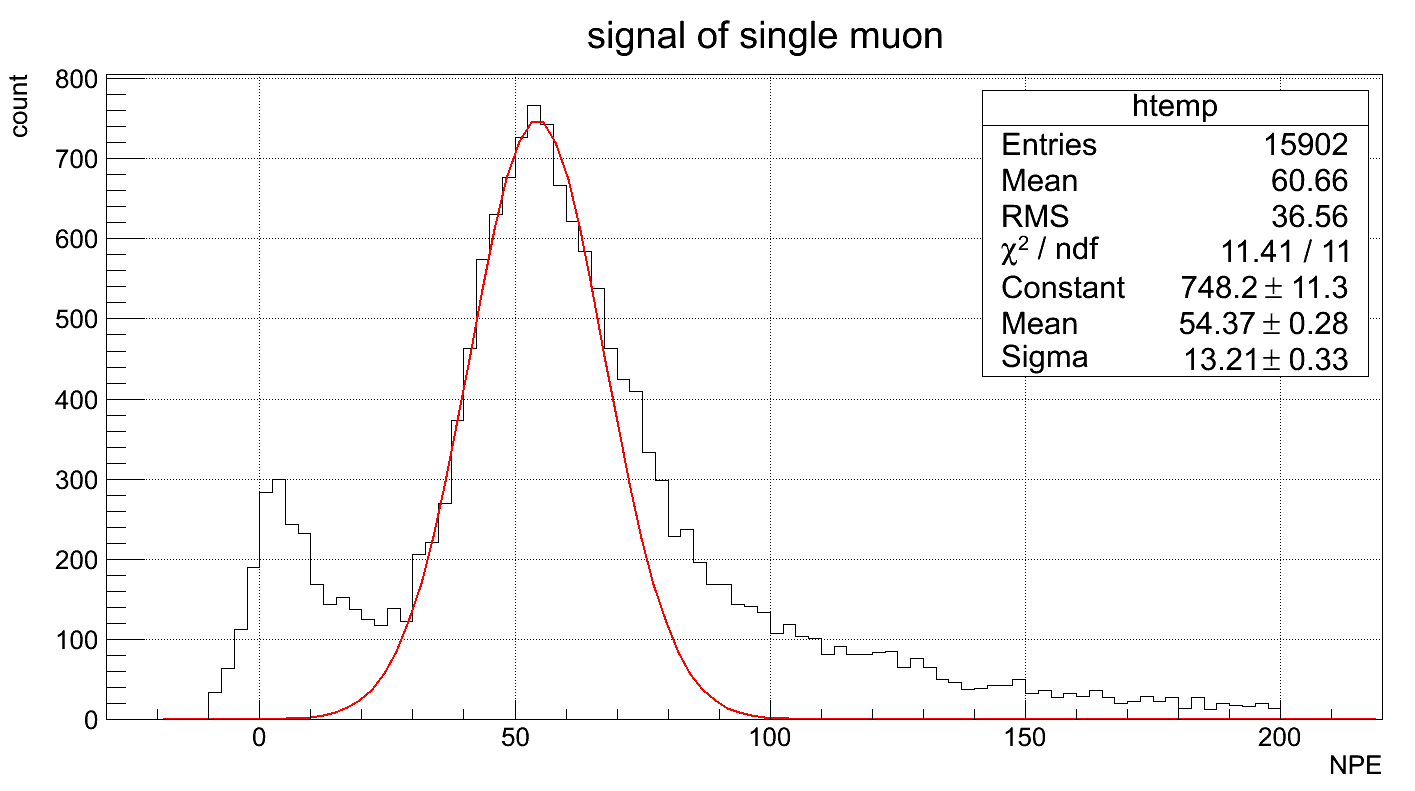 signal of single muon
count
800
700
600
500
400
300
200
100
0
htemp
Entries 15902
Mean 60.66
RMS 36.56
χ² / ndf 11.41 / 11
Constant 748.2 ± 11.3
Mean 54.37 ± 0.28
Sigma 13.21 ± 0.33
0 50 100 150 200
NPE